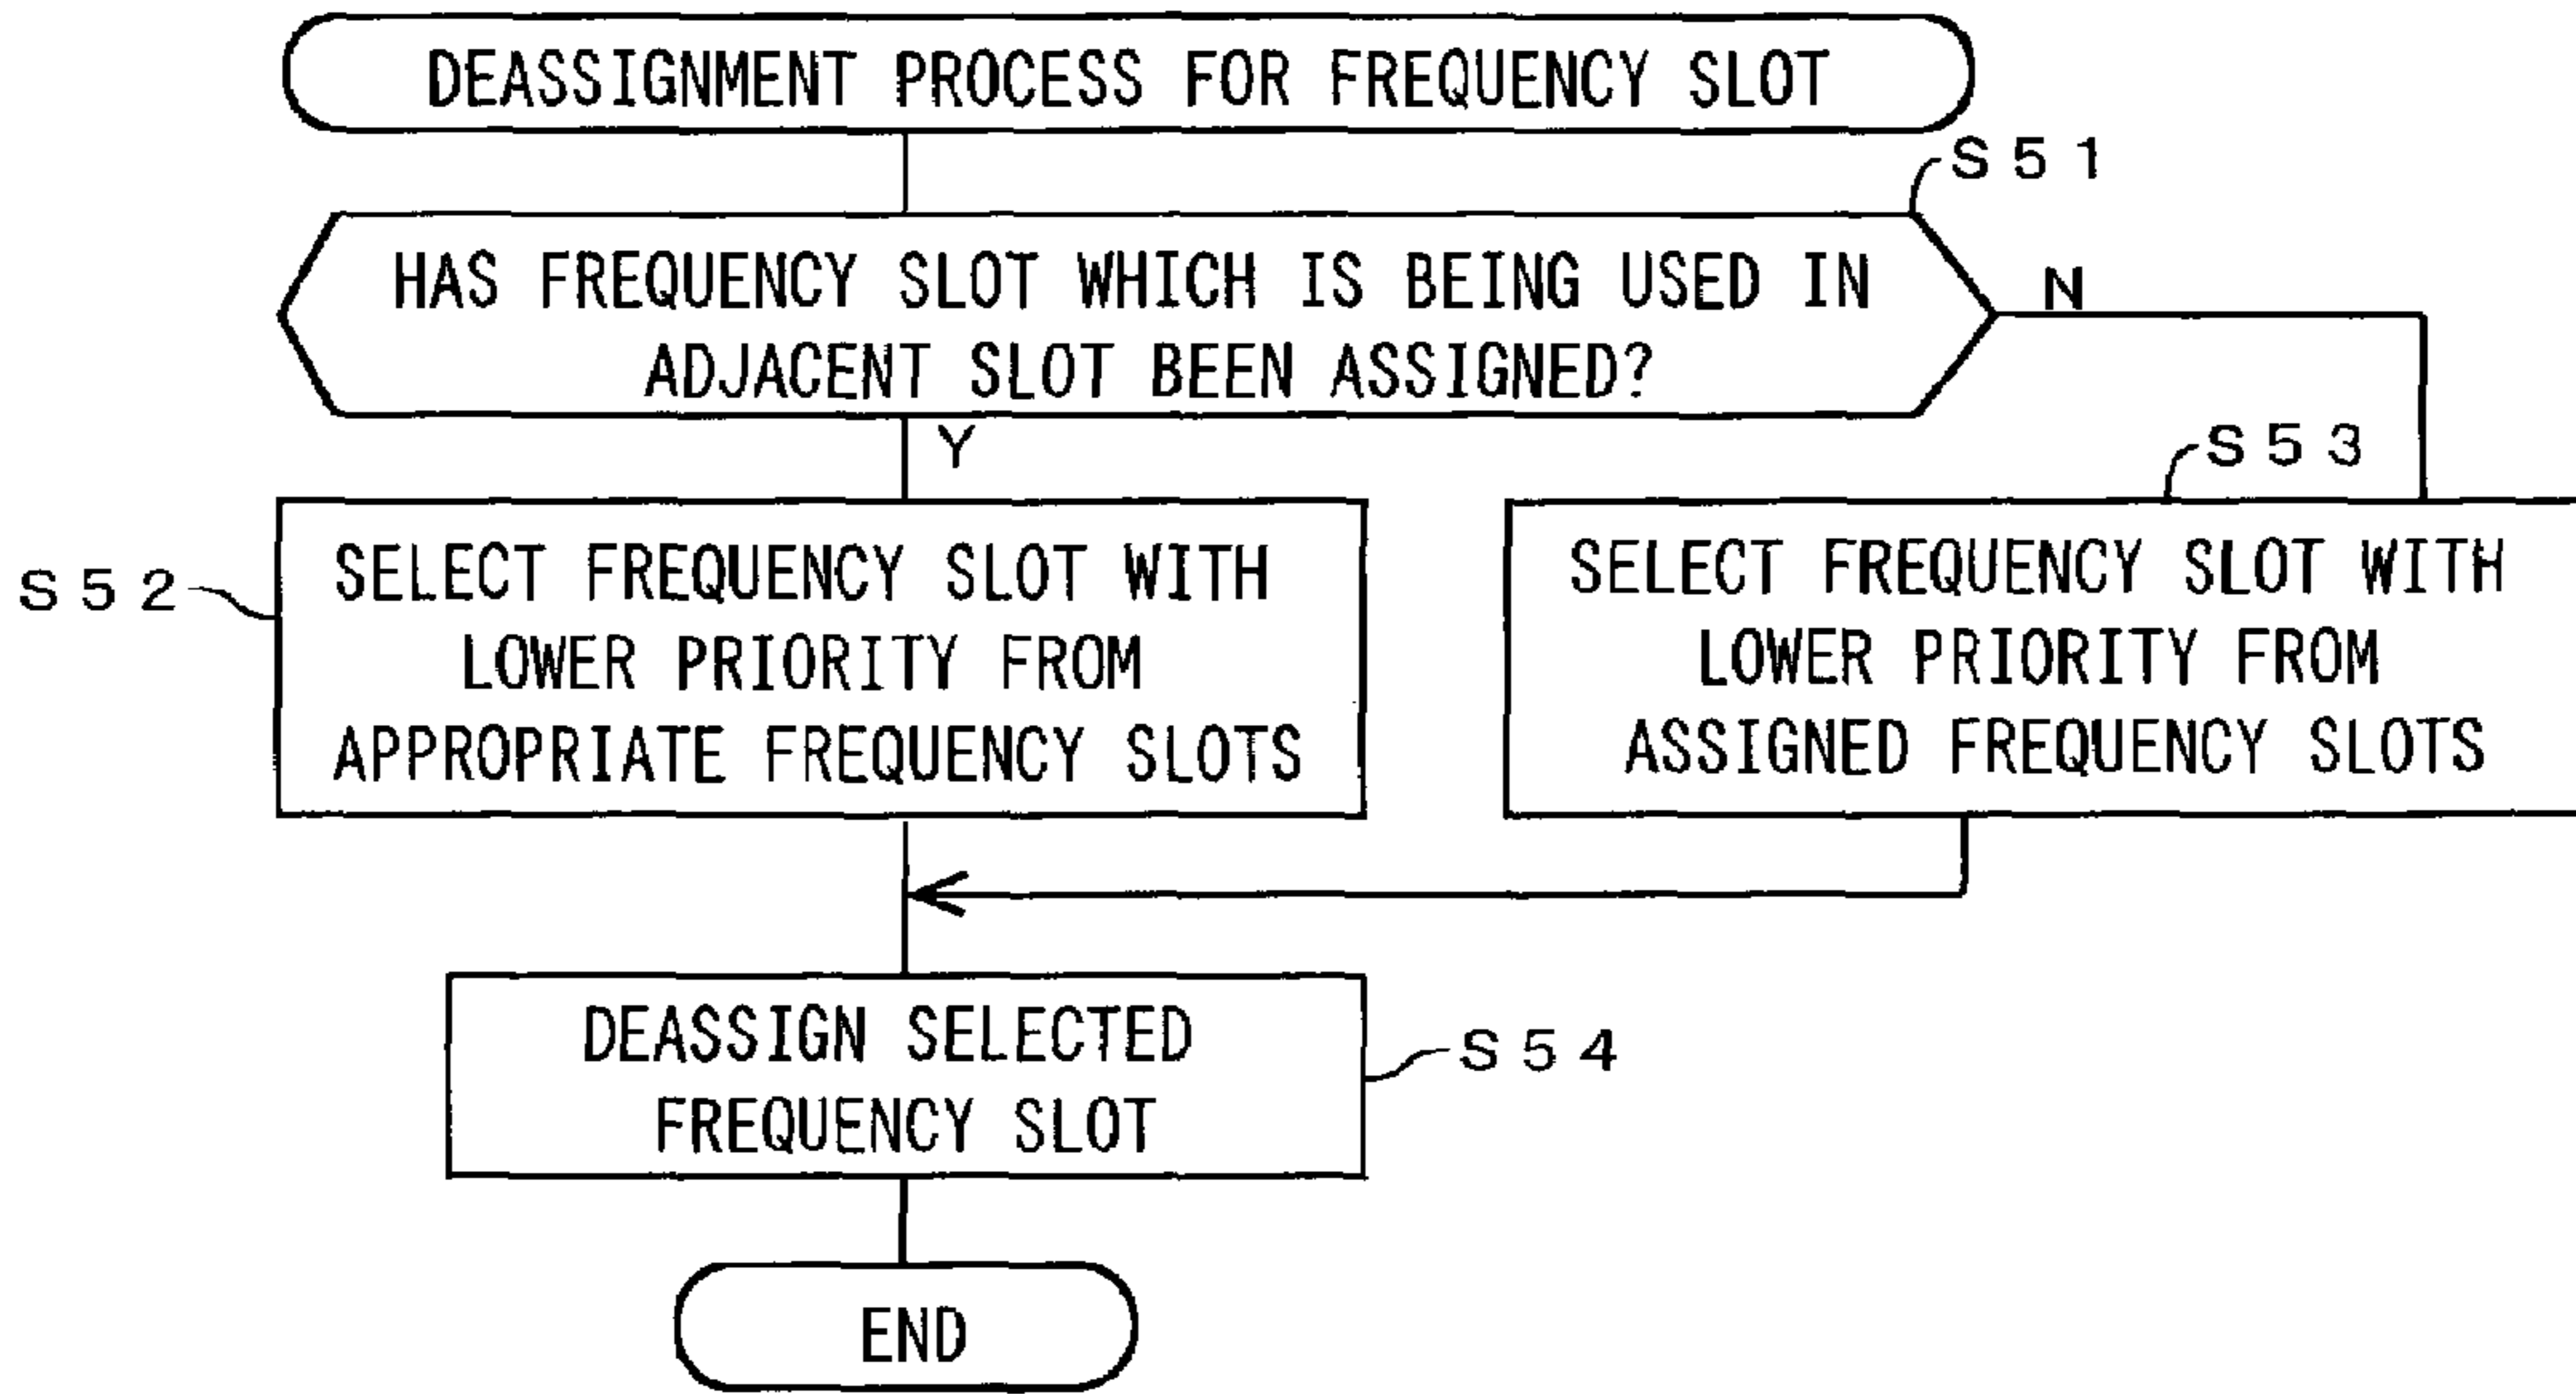 DEASSIGNMENT PROCESS FOR FREQUENCY SLOT
S51
HAS FREQUENCY SLOT WHICH IS BEING USED IN
ADJACENT SLOT BEEN ASSIGNED?
N
Y
S52
SELECT FREQUENCY SLOT WITH
LOWER PRIORITY FROM
APPROPRIATE FREQUENCY SLOTS
S53
SELECT FREQUENCY SLOT WITH
LOWER PRIORITY FROM
ASSIGNED FREQUENCY SLOTS
DEASSIGN SELECTED
FREQUENCY SLOT
S54
END